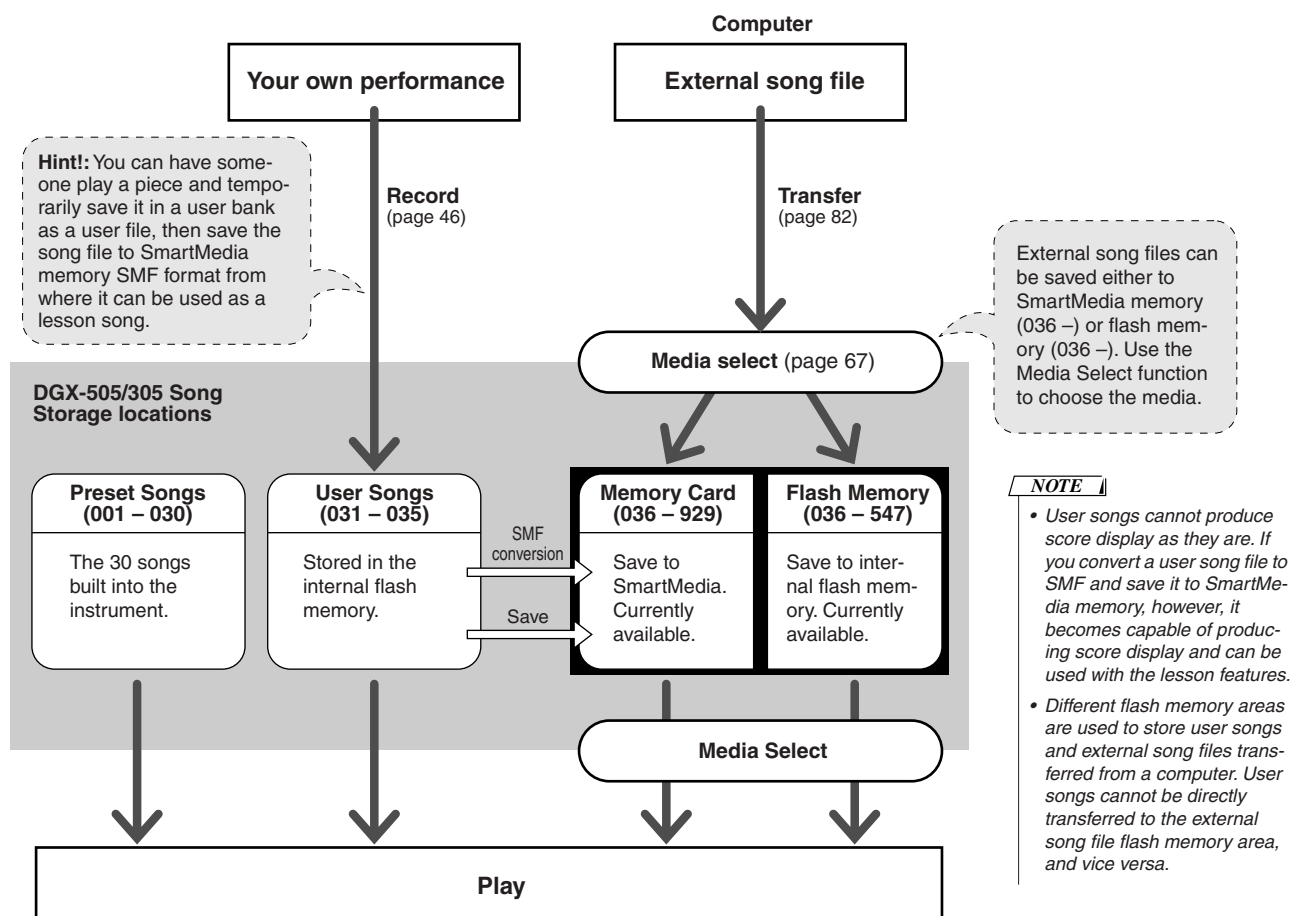 Computer
Your own performance
External song file
Hint!: You can have some-
one play a piece and tempo-
rarily save it in a user bank
as a user file, then save the
song file to SmartMedia
memory SMF format from
where it can be used as a
lesson song.
Record
(page 46)
Transfer
(page 82)
External song files can
be saved either to
SmartMedia memory
(036 –) or flash mem-
ory (036 –). Use the
Media Select function
to choose the media.
Media select (page 67)
DGX-505/305 Song
Storage locations
Preset Songs
(001 – 030)
The 30 songs
built into the
instrument.
User Songs
(031 – 035)
Stored in the
internal flash
memory.
SMF
conversion
Save
Memory Card
(036 – 929)
Save to
SmartMedia.
Currently
available.
Flash Memory
(036 – 547)
Save to inter-
nal flash mem-
ory. Currently
available.
NOTE
• User songs cannot produce
score display as they are. If
you convert a user song file to
SMF and save it to SmartMe-
dia memory, however, it
becomes capable of produc-
ing score display and can be
used with the lesson features.
• Different flash memory areas
are used to store user songs
and external song files trans-
ferred from a computer. User
songs cannot be directly
transferred to the external
song file flash memory area,
and vice versa.
Media Select
Play